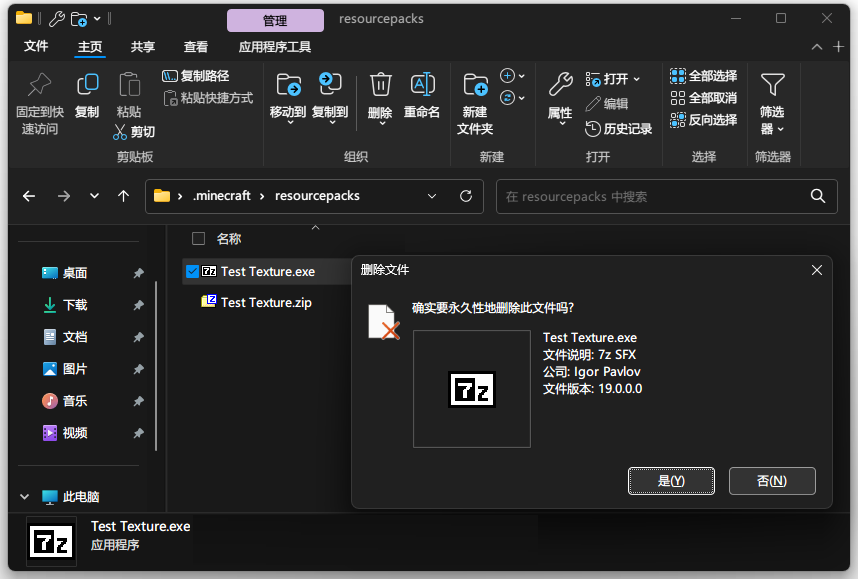 管理
resourcepacks
文件
主页
共享
查看
应用程序工具
固定到快
速访问
复制
粘贴
复制路径
粘贴快捷方式
剪切
剪贴板
移动到
复制到
删除
重命名
组织
新建
文件夹
新建
属性
打开
编辑
历史记录
打开
全部选择
全部取消
反向选择
选择
筛选
器
筛选器
.minecraft
resourcepacks
在 resourcepacks 中搜索
桌面
下载
文档
图片
音乐
视频
此电脑
名称
7z Test Texture.exe
Z Test Texture.zip
删除文件
确实要永久性地删除此文件吗?
7z
Test Texture.exe
文件说明: 7z SFX
公司: Igor Pavlov
文件版本: 19.0.0.0
是(Y)
否(N)
7z
Test Texture.exe
应用程序